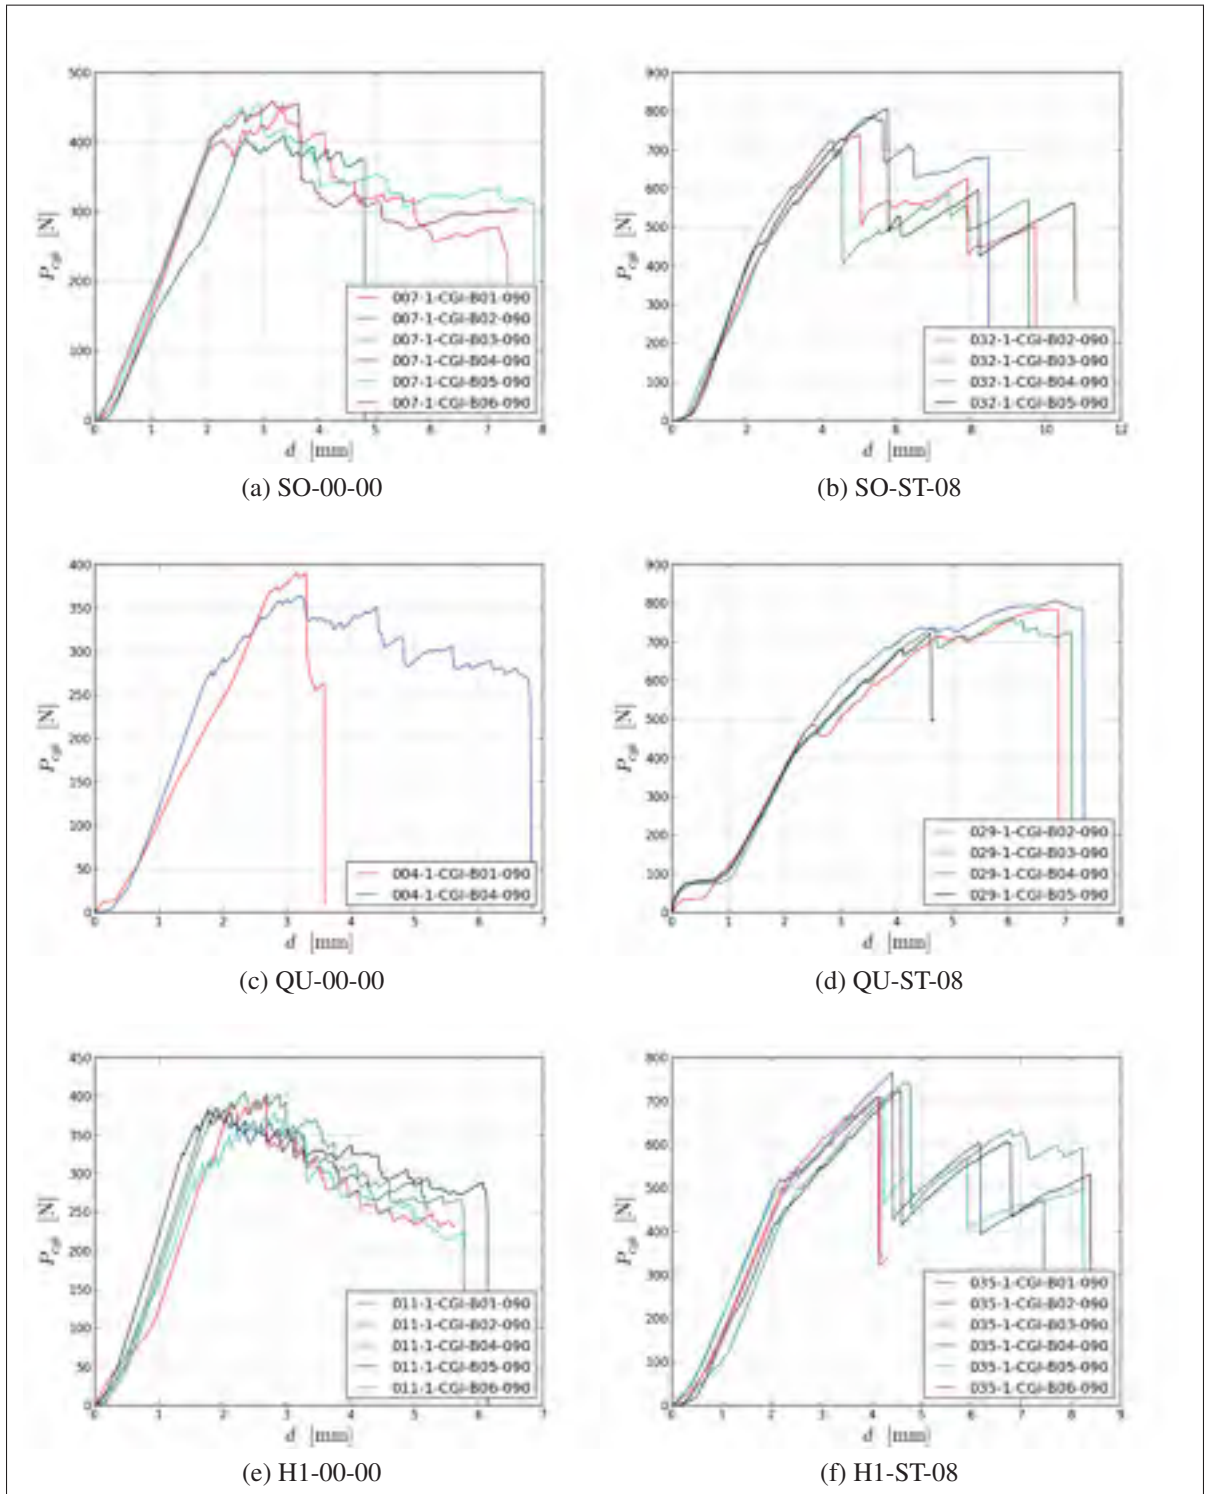 500
400
300
200
100
0
0 1 2 3 4 5 6 7 8
P_cgi [N]
d [mm]
007-1-CGI-B01-090
007-1-CGI-B02-090
007-1-CGI-B03-090
007-1-CGI-B04-090
007-1-CGI-B05-090
007-1-CGI-B06-090
(a) SO-00-00
900
800
700
600
500
400
300
200
100
0
0 2 4 6 8 10 12
P_cgi [N]
d [mm]
032-1-CGI-B02-090
032-1-CGI-B03-090
032-1-CGI-B04-090
032-1-CGI-B05-090
(b) SO-ST-08
400
350
300
250
200
150
100
50
0
0 1 2 3 4 5 6 7
P_cgi [N]
d [mm]
004-1-CGI-B01-090
004-1-CGI-B04-090
(c) QU-00-00
900
800
700
600
500
400
300
200
100
0
0 1 2 3 4 5 6 7 8
P_cgi [N]
d [mm]
029-1-CGI-B02-090
029-1-CGI-B03-090
029-1-CGI-B04-090
029-1-CGI-B05-090
(d) QU-ST-08
450
400
350
300
250
200
150
100
50
0
0 1 2 3 4 5 6 7
P_cgi [N]
d [mm]
011-1-CGI-B01-090
011-1-CGI-B02-090
011-1-CGI-B04-090
011-1-CGI-B05-090
011-1-CGI-B06-090
(e) H1-00-00
800
700
600
500
400
300
200
100
0
0 1 2 3 4 5 6 7 8 9
P_cgi [N]
d [mm]
035-1-CGI-B01-090
035-1-CGI-B02-090
035-1-CGI-B03-090
035-1-CGI-B04-090
035-1-CGI-B05-090
035-1-CGI-B06-090
(f) H1-ST-08